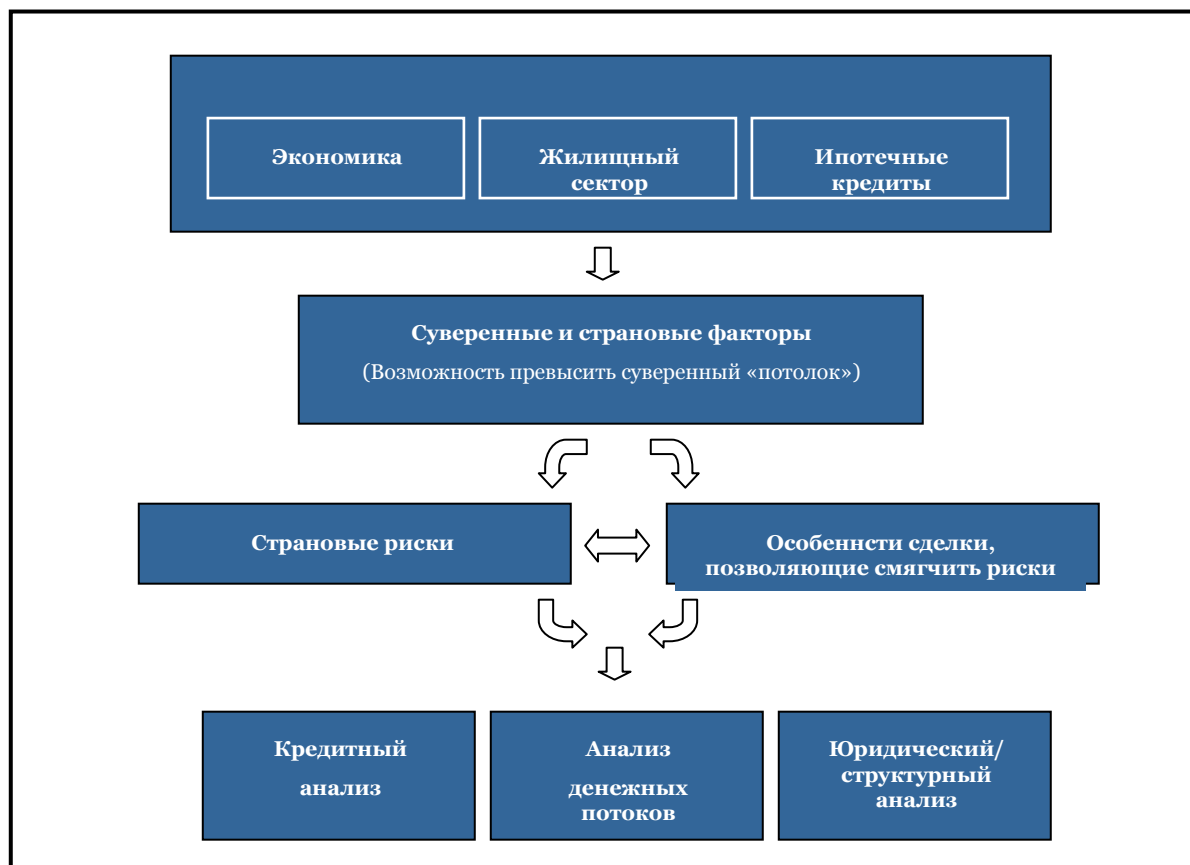 Экономика
Жилищный
сектор
Ипотечные
кредиты
Суверенные и страновые факторы
(Возможность превысить суверенный «потолок»)
Страновые риски
Особеннсти сделки,
позволяющие смягчить риски
Кредитный
анализ
Анализ
денежных
потоков
Юридический/
структурный
анализ